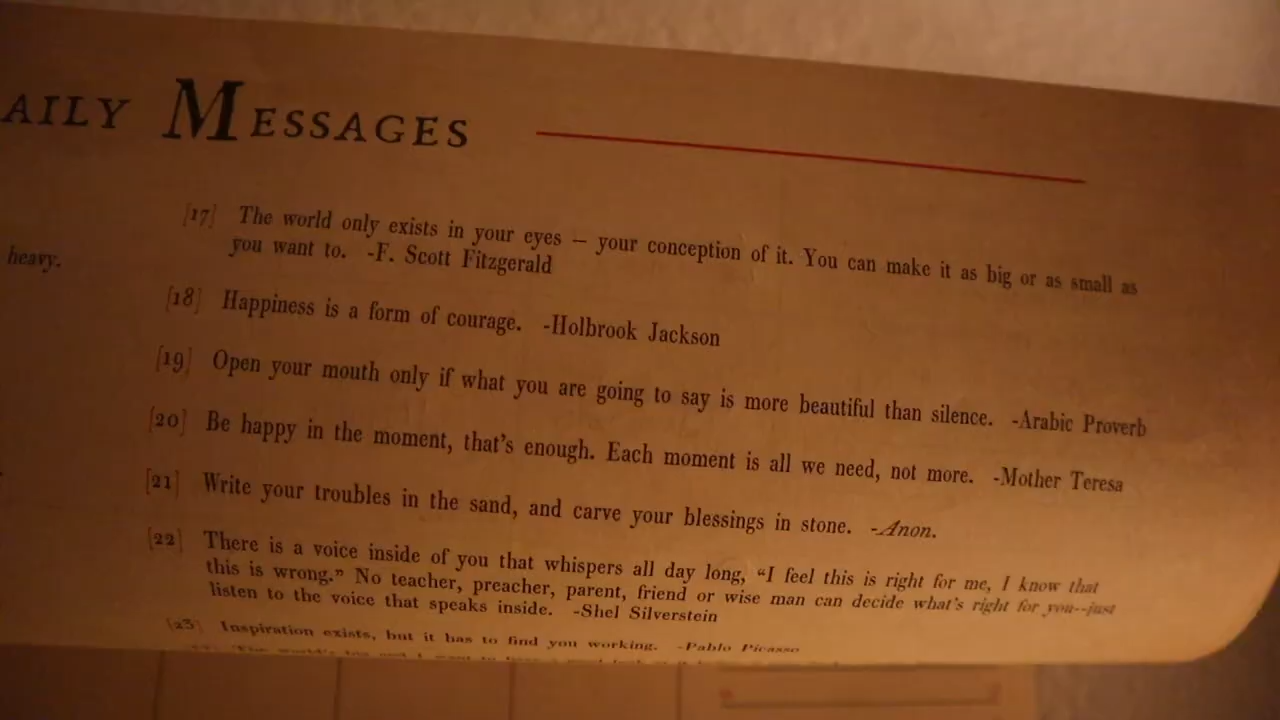 AILY MESSAGES
heavy.
[17] The world only exists in your eyes – your conception of it. You can make it as big or as small as
you want to. -F. Scott Fitzgerald
[18] Happiness is a form of courage. -Holbrook Jackson
[19] Open your mouth only if what you are going to say is more beautiful than silence. -Arabic Proverb
[20] Be happy in the moment, that's enough. Each moment is all we need, not more. -Mother Teresa
[21] Write your troubles in the sand, and carve your blessings in stone. -Anon.
[22] There is a voice inside of you that whispers all day long, “I feel this is right for me, I know that
this is wrong.” No teacher, preacher, parent, friend or wise man can decide what's right for you--just
listen to the voice that speaks inside. -Shel Silverstein
[23] Inspiration exists, but it has to find you working. -Pablo Picasso